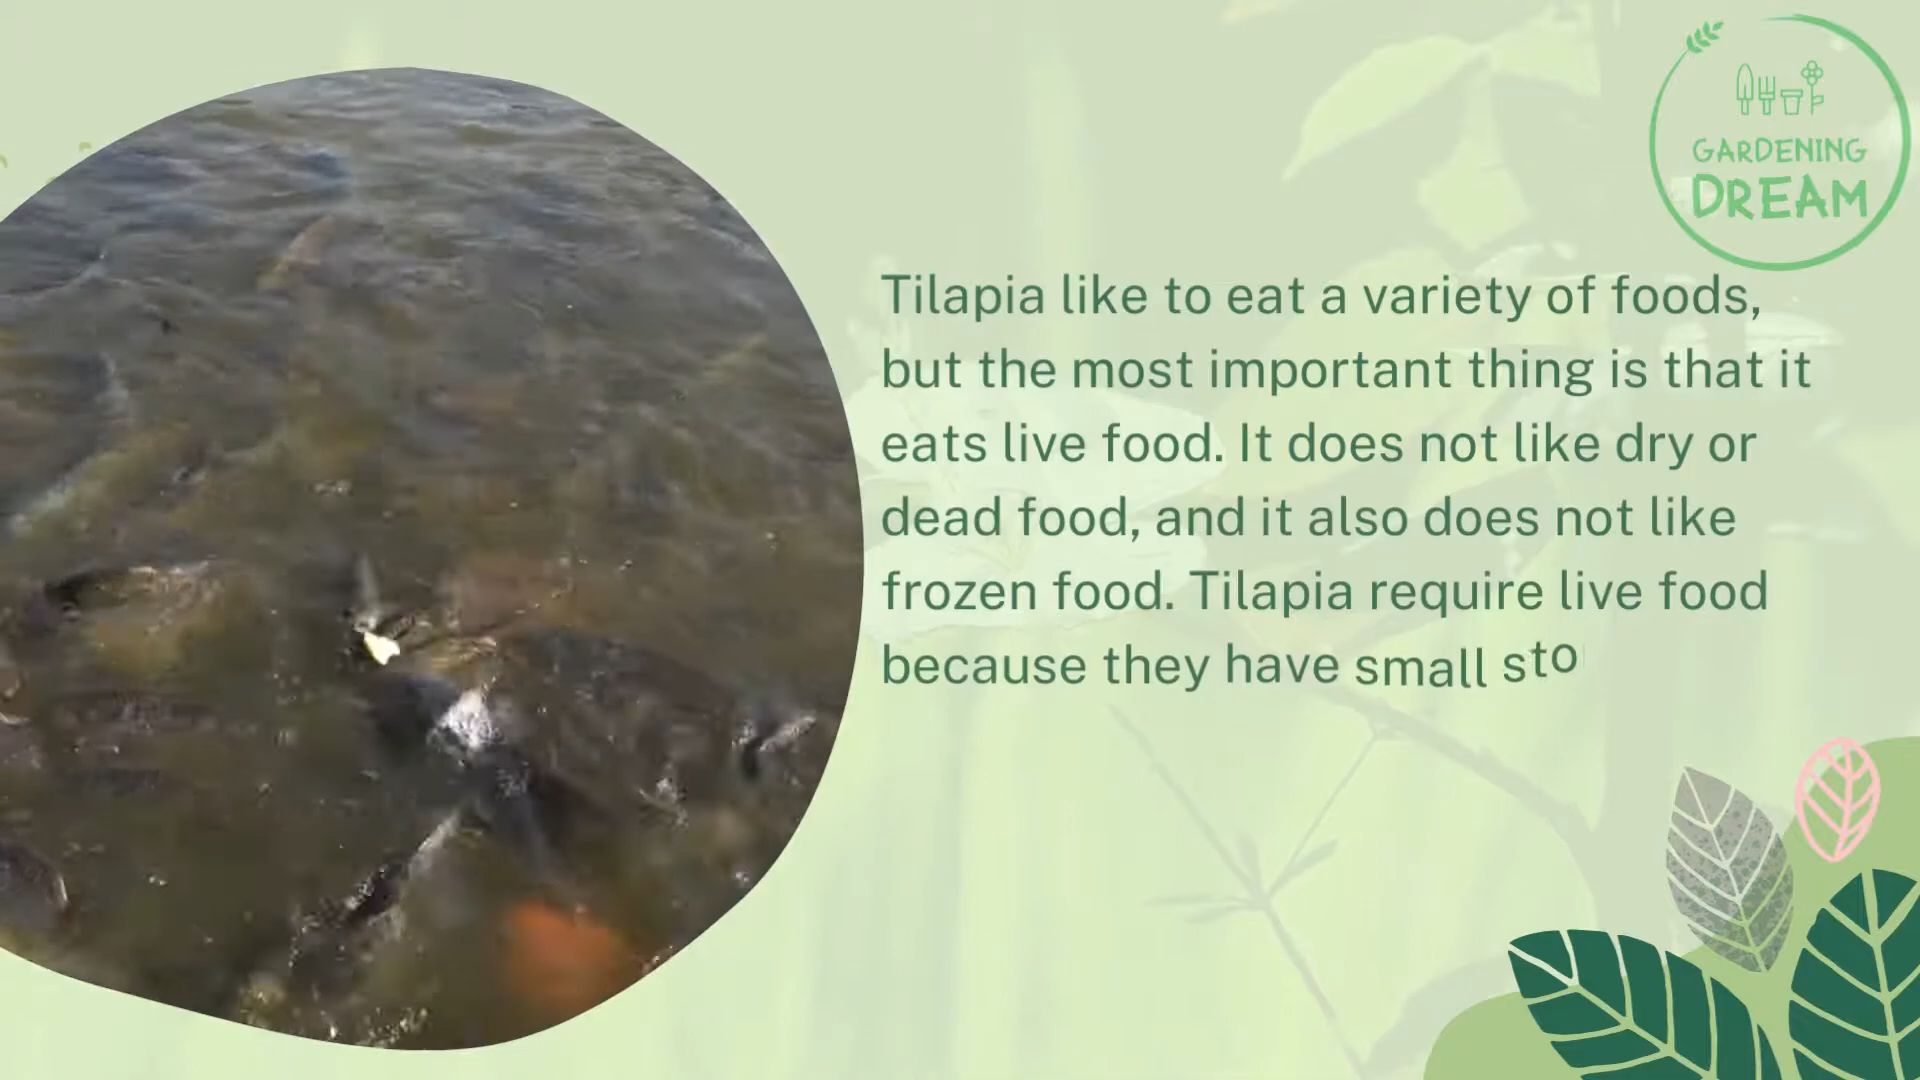 GARDENING
DREAM
Tilapia like to eat a variety of foods,
but the most important thing is that it
eats live food. It does not like dry or
dead food, and it also does not like
frozen food. Tilapia require live food
because they have small sto